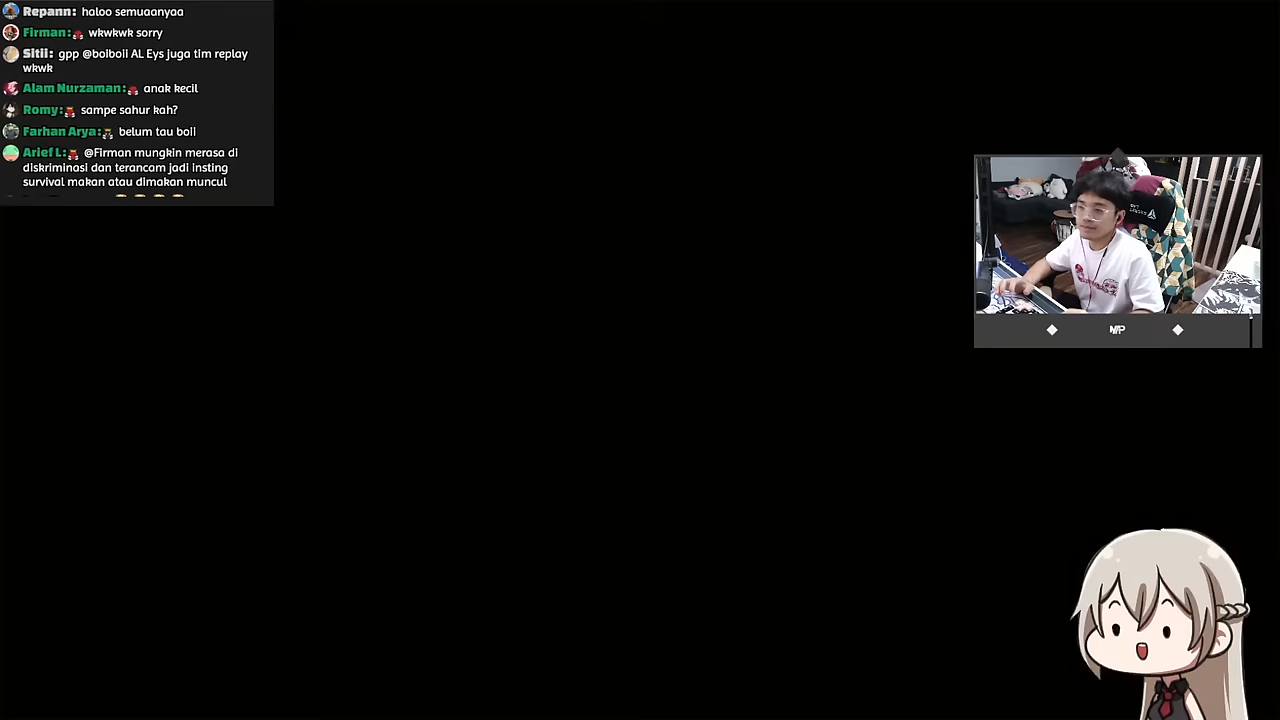 Repann: haloo semuaanyaa
Firman: wkwkwk sorry
Sitii: gpp @boiboii AL Eys juga tim replay
wkwk
Alam Nurzaman: anak kecil
Romy: sampe sahur kah?
Farhan Arya: belum tau boii
Arief L: @Firman mungkin merasa di
diskriminasi dan terancam jadi insting
survival makan atau dimakan muncul